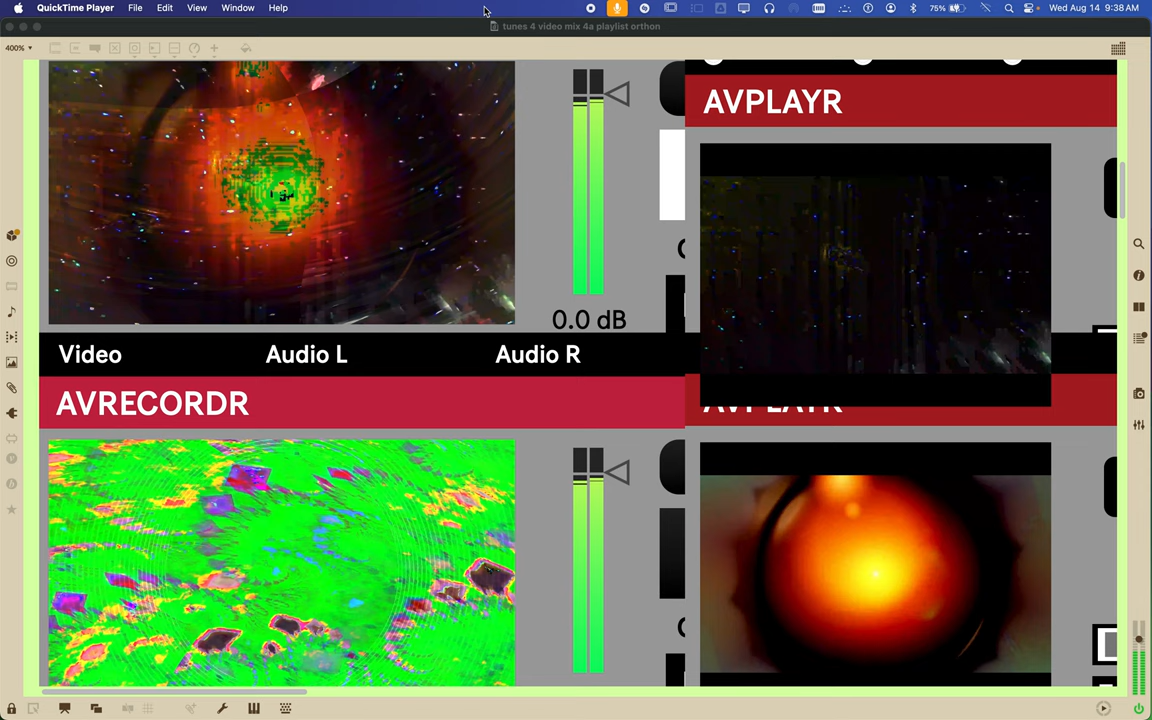 QuickTime Player File Edit View Window Help 75% Wed Aug 14 9:38 AM
tunes 4 video mix 4a playlist orthon
400%
AVPLAYR
0.0 dB
Video Audio L Audio R
AVRECORDR
AVPLAYR